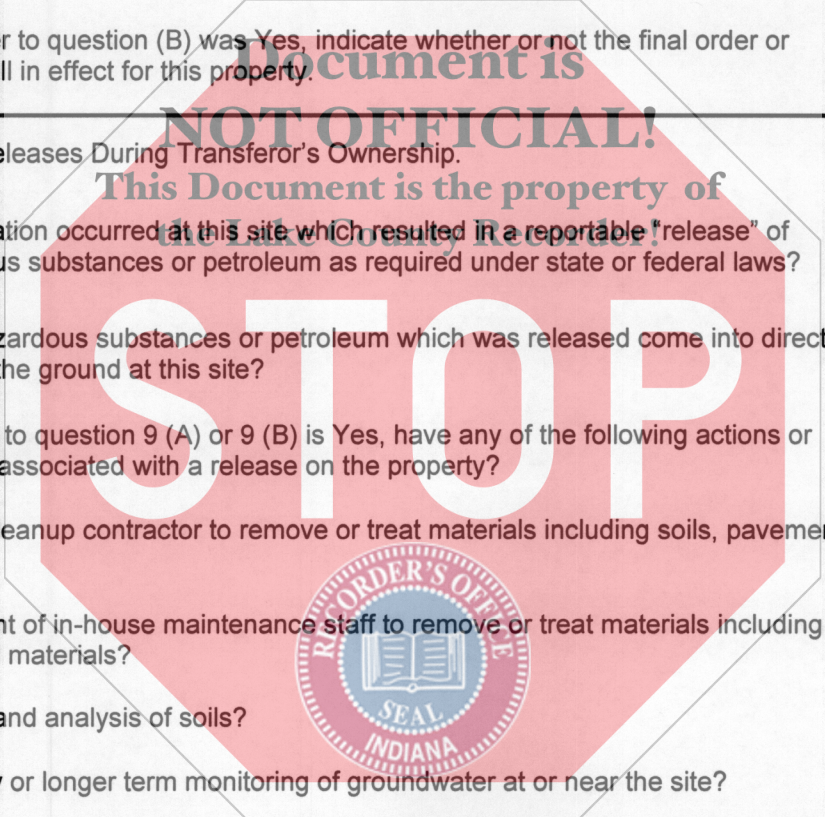 r to question (B) was Yes, indicate whether or not the final order or
ll in effect for this property.
Document is
NOT OFFICIAL!
eleases During Transferor's Ownership.
This Document is the property of
the Lake County Recorder!
ation occurred at this site which resulted in a reportable "release" of
us substances or petroleum as required under state or federal laws?
zardous substances or petroleum which was released come into direct
the ground at this site?
STOP
to question 9 (A) or 9 (B) is Yes, have any of the following actions or
associated with a release on the property?
eanup contractor to remove or treat materials including soils, paveme
nt of in-house maintenance staff to remove or treat materials including
materials?
RECORDER'S OFFICE
SEAL
INDIANA
and analysis of soils?
y or longer term monitoring of groundwater at or near the site?